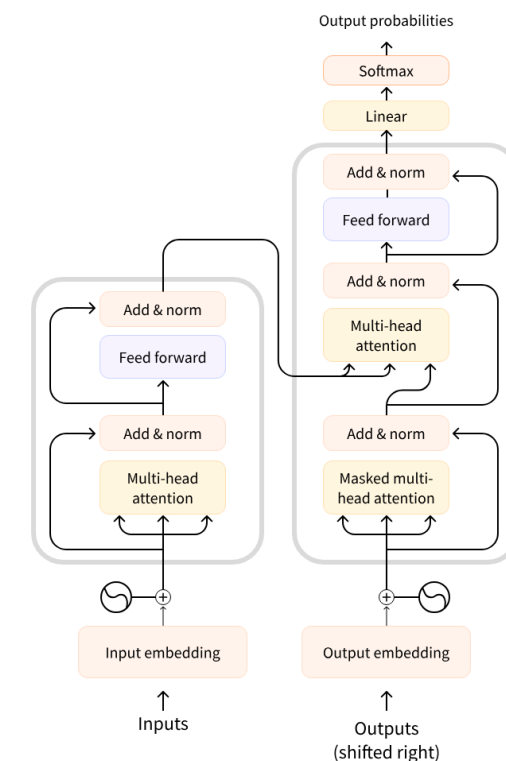 Output probabilities
Softmax
Linear
Add & norm
Feed forward
Add & norm
Multi-head
attention
Add & norm
Masked multi-
head attention
Output embedding
Outputs
(shifted right)
Add & norm
Feed forward
Add & norm
Multi-head
attention
Input embedding
Inputs